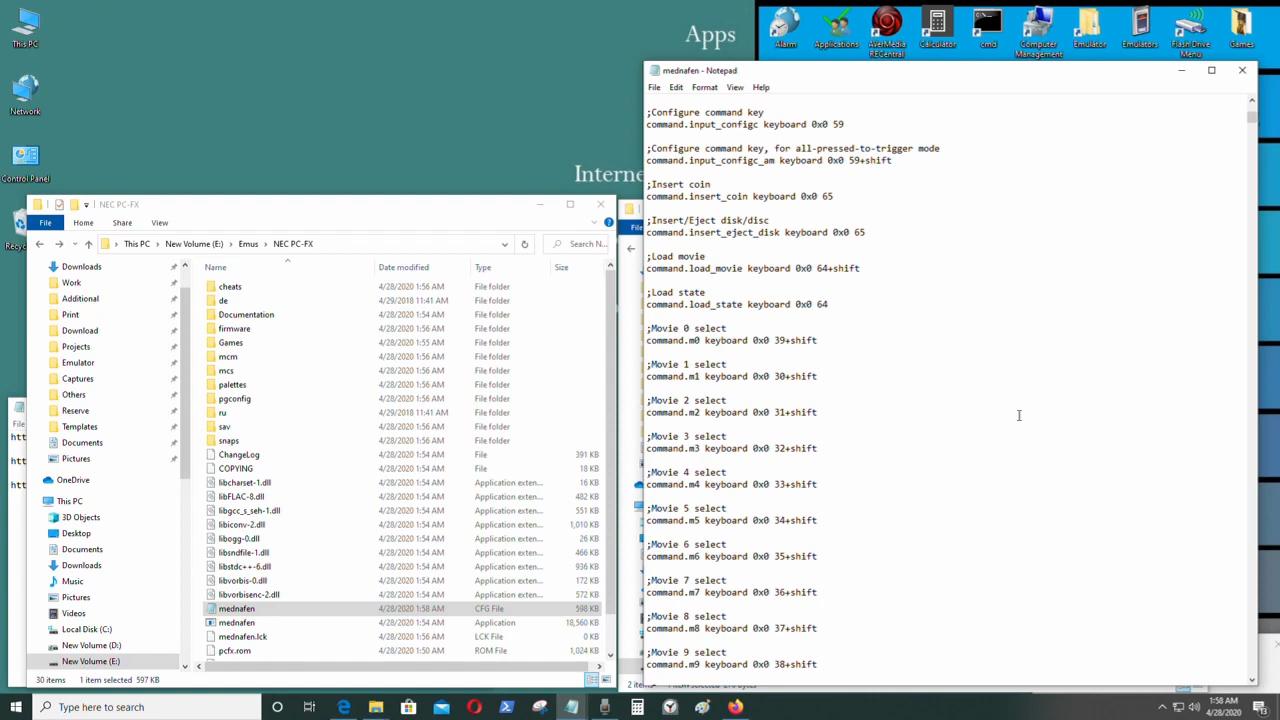 This PC
Network
Control Panel
Apps
Interne
Alarm
Applications
AVerMedia RECentral
Calculator
cmd
Computer Management
Emulator
Emulators
Flash Drive Menu
Games
NEC PC-FX
File
Home
Share
View
This PC > New Volume (E:) > Emus > NEC PC-FX
Search N...
Downloads
Work
Additional
Print
Download
Projects
Emulator
Captures
Others
Reserve
Templates
Documents
Pictures
OneDrive
This PC
3D Objects
Desktop
Documents
Downloads
Music
Pictures
Videos
Local Disk (C:)
New Volume (D:)
New Volume (E:)
Name Date modified Type Size
cheats 4/28/2020 1:56 AM File folder
de 4/29/2018 11:41 AM File folder
Documentation 4/28/2020 1:54 AM File folder
firmware 4/28/2020 1:56 AM File folder
Games 4/28/2020 1:55 AM File folder
mcm 4/28/2020 1:56 AM File folder
mcs 4/28/2020 1:56 AM File folder
palettes 4/28/2020 1:56 AM File folder
pgconfig 4/28/2020 1:56 AM File folder
ru 4/29/2018 11:41 AM File folder
sav 4/28/2020 1:56 AM File folder
snaps 4/28/2020 1:56 AM File folder
ChangeLog 4/28/2020 1:54 AM File 391 KB
COPYING 4/28/2020 1:54 AM File 18 KB
libcharset-1.dll 4/28/2020 1:54 AM Application exten... 16 KB
libFLAC-8.dll 4/28/2020 1:54 AM Application exten... 482 KB
libgcc_s_seh-1.dll 4/28/2020 1:54 AM Application exten... 551 KB
libiconv-2.dll 4/28/2020 1:54 AM Application exten... 1,010 KB
libogg-0.dll 4/28/2020 1:54 AM Application exten... 26 KB
libsndfile-1.dll 4/28/2020 1:54 AM Application exten... 466 KB
libstdc++-6.dll 4/28/2020 1:54 AM Application exten... 936 KB
libvorbis-0.dll 4/28/2020 1:54 AM Application exten... 172 KB
libvorbisenc-2.dll 4/28/2020 1:54 AM Application exten... 572 KB
mednafen 4/28/2020 1:58 AM CFG File 598 KB
mednafen 4/28/2020 1:54 AM Application 18,560 KB
mednafen.lck 4/28/2020 1:56 AM LCK File 0 KB
pcfx.rom 4/28/2020 1:50 AM ROM File 1,024 KB
30 items 1 item selected 597 KB
mednafen - Notepad
File Edit Format View Help
;Configure command key
command.input_configc keyboard 0x0 59
;Configure command key, for all-pressed-to-trigger mode
command.input_configc_am keyboard 0x0 59+shift
;Insert coin
command.insert_coin keyboard 0x0 65
;Insert/Eject disk/disc
command.insert_eject_disk keyboard 0x0 65
;Load movie
command.load_movie keyboard 0x0 64+shift
;Load state
command.load_state keyboard 0x0 64
;Movie 0 select
command.m0 keyboard 0x0 39+shift
;Movie 1 select
command.m1 keyboard 0x0 30+shift
;Movie 2 select
command.m2 keyboard 0x0 31+shift
;Movie 3 select
command.m3 keyboard 0x0 32+shift
;Movie 4 select
command.m4 keyboard 0x0 33+shift
;Movie 5 select
command.m5 keyboard 0x0 34+shift
;Movie 6 select
command.m6 keyboard 0x0 35+shift
;Movie 7 select
command.m7 keyboard 0x0 36+shift
;Movie 8 select
command.m8 keyboard 0x0 37+shift
;Movie 9 select
command.m9 keyboard 0x0 38+shift
Type here to search
1:58 AM
4/28/2020